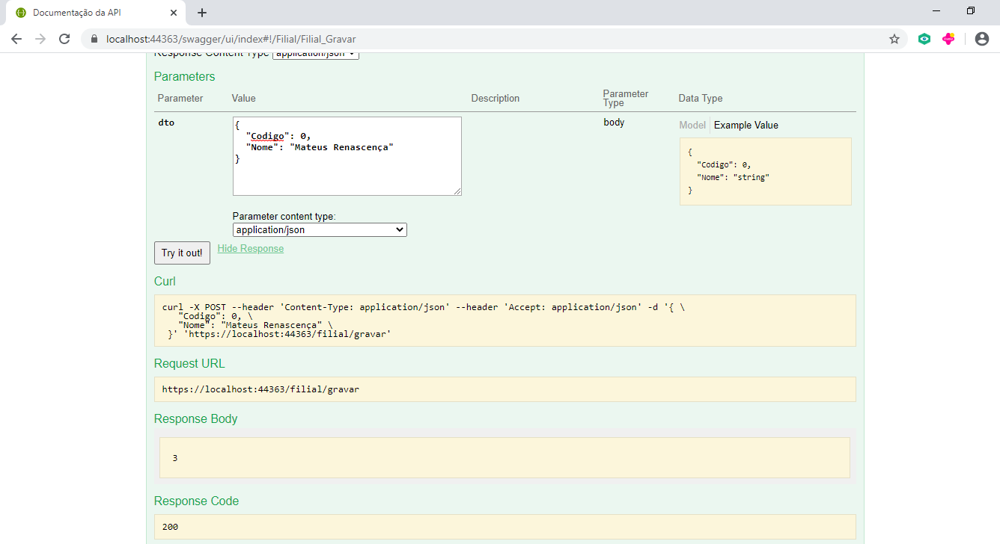 Documentação da API
localhost:44363/swagger/ui/index#!/Filial/Filial_Gravar
Response Content Type application/json
Parameters
Parameter Value Description Parameter Type Data Type
dto
{
"Codigo": 0,
"Nome": "Mateus Renascença"
}
body
Model Example Value
{
"Codigo": 0,
"Nome": "string"
}
Parameter content type:
application/json
Try it out! Hide Response
Curl
curl -X POST --header 'Content-Type: application/json' --header 'Accept: application/json' -d '{ \
"Codigo": 0, \
"Nome": "Mateus Renascença" \
}' 'https://localhost:44363/filial/gravar'
Request URL
https://localhost:44363/filial/gravar
Response Body
3
Response Code
200